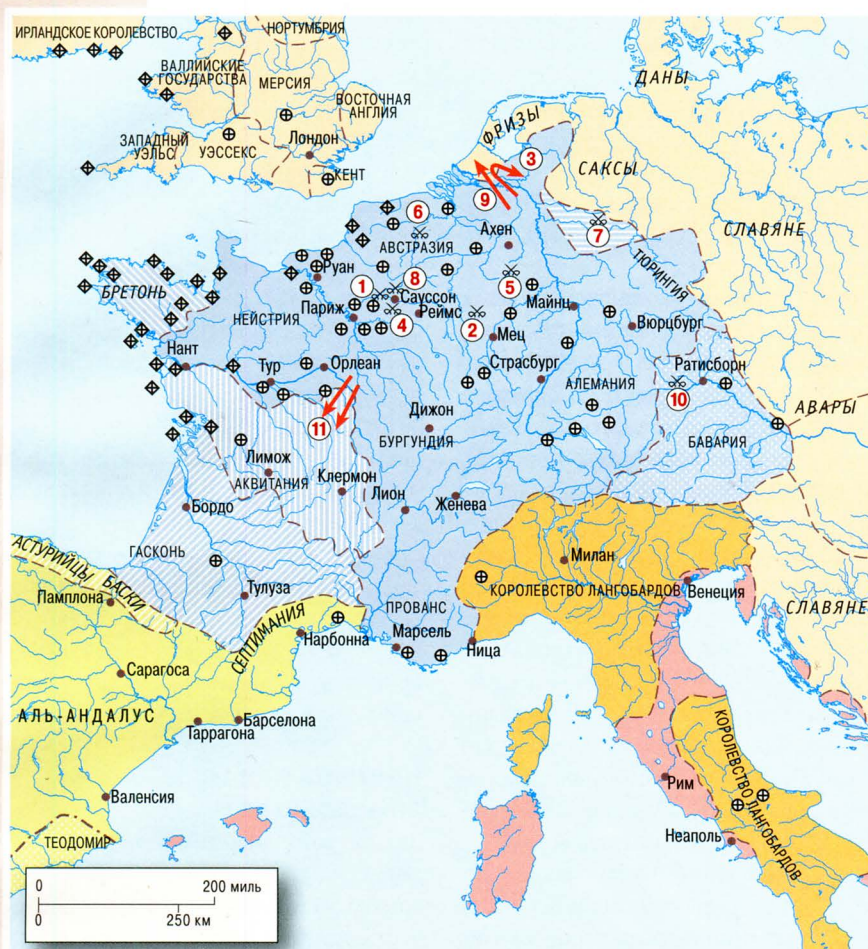 ИРЛАНДСКОЕ КОРОЛЕВСТВО
НОРТУМБРИЯ
ВАЛЛИЙСКИЕ
ГОСУДАРСТВА
МЕРСИЯ
ВОСТОЧНАЯ
АНГЛИЯ
ЗАПАДНЫЙ
УЭЛЬС
УЭССЕКС
Лондон
КЕНТ
ДАНЫ
ФРИЗЫ
3
САКСЫ
9
6
7
СЛАВЯНЕ
АВСТРАЗИЯ
Ахен
ТЮРИНГИЯ
БРЕТОНЬ
Руан
1
8
Сауссон
5
Майнц
НЕЙСТРИЯ
Париж
4
Реймс
2
Мец
Вюрцбург
Нант
Тур
Орлеан
Страсбург
АЛЕМАНИЯ
Ратисборн
10
АВАРЫ
11
Дижон
БУРГУНДИЯ
БАВАРИЯ
Лимож
АКВИТАНИЯ
Клермон
Лион
Женева
Бордо
ГАСКОНЬ
Милан
АСТУРИЙЦЫ
БАСКИ
Тулуза
КОРОЛЕВСТВО ЛАНГОБАРДОВ
Венеция
Памплона
СЕПТИМАНИЯ
ПРОВАНС
СЛАВЯНЕ
Нарбонна
Марсель
Ница
Сарагоса
АЛЬ-АНДАЛУС
Таррагона
Барселона
КОРОЛЕВСТВО ЛАНГОБАРДОВ
Рим
Валенсия
Неаполь
ТЕОДОМИР
0
200 миль
0
250 км